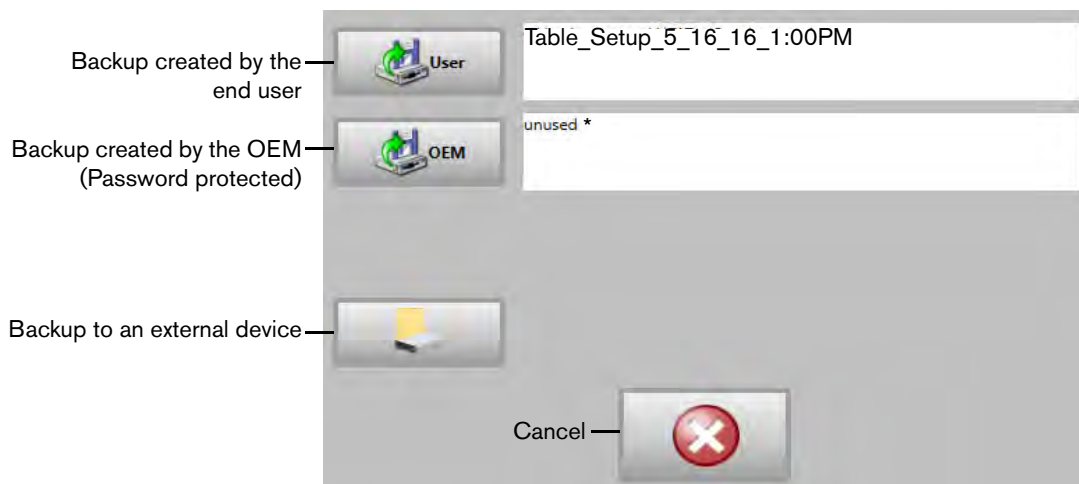 Backup created by the
end user
User
Table_Setup_5_16_16_1:00PM
Backup created by the OEM
(Password protected)
OEM
unused *
Backup to an external device
Cancel